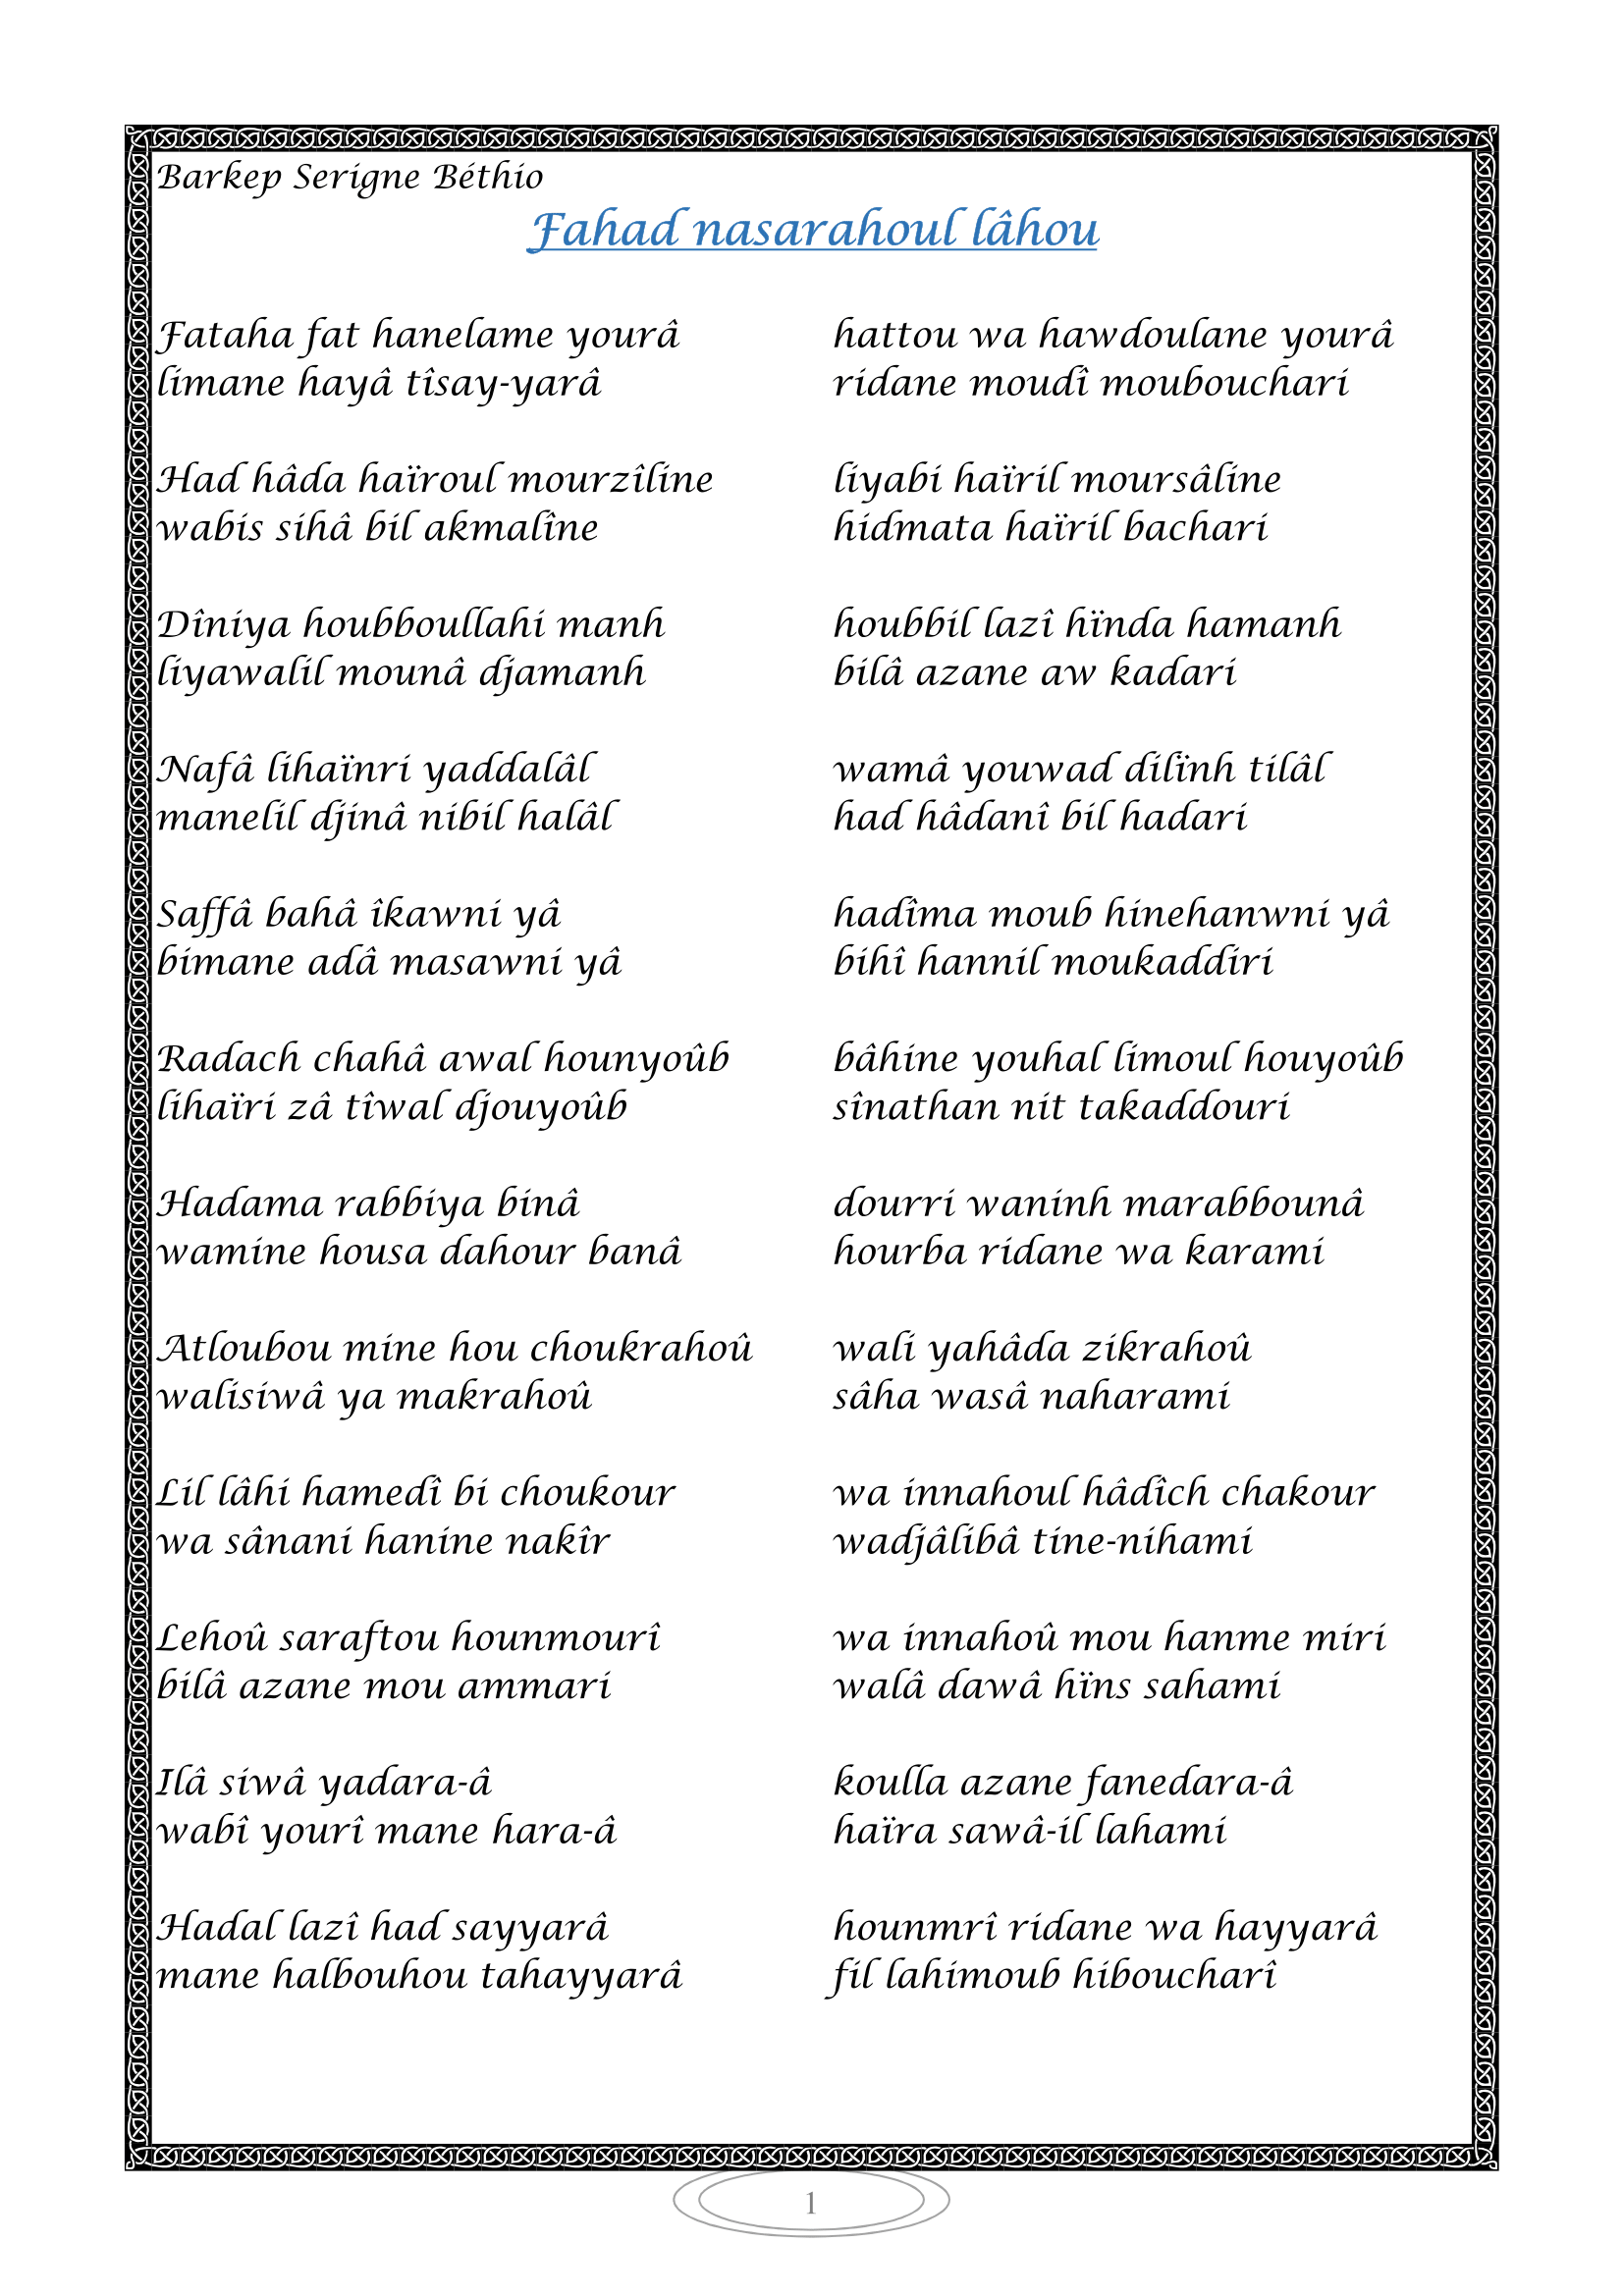 Barkep Serigne Béthio
Fahad nasarahoul lâhou
Fataha fat hanelame yourâ hattou wa hawdoulane yourâ
limane hayâ tîsay-yarâ ridane moudî moubouchari
Had hâda haïroul mourzîline liyabi haïril moursâline
wabis sihâ bil akmalîne hidmata haïril bachari
Dîniya houbboullahi manh houbbil lazî hïnda hamanh
liyawalil mounâ djamanh bilâ azane aw kadari
Nafâ lihaïnri yaddalâl wamâ youwad dilïnh tilâl
manelil djinâ nibil halâl had hâdanî bil hadari
Saffâ bahâ îkawni yâ hadîma moub hinehanwni yâ
bimane adâ masawni yâ bihî hannil moukaddiri
Radach chahâ awal hounyoûb bâhine youhal limoul houyoûb
lihaïri zâ tîwal djouyoûb sînathan nit takaddouri
Hadama rabbiya binâ dourri waninh marabbounâ
wamine housa dahour banâ hourba ridane wa karami
Atloubou mine hou choukrahoû wali yahâda zikrahoû
walisiwâ ya makrahoû sâha wasâ naharami
Lil lâhi hamedî bi choukour wa innahoul hâdîch chakour
wa sânani hanine nakîr wadjâlibâ tine-nihami
Lehoû saraftou hounmourî wa innahoû mou hanme miri
bilâ azane mou ammari walâ dawâ hïns sahami
Ilâ siwâ yadara-â koulla azane fanedara-â
wabî yourî mane hara-â haïra sawâ-il lahami
Hadal lazî had sayyarâ hounmrî ridane wa hayyarâ
mane halbouhou tahayyarâ fil lahimoub hiboucharî
1